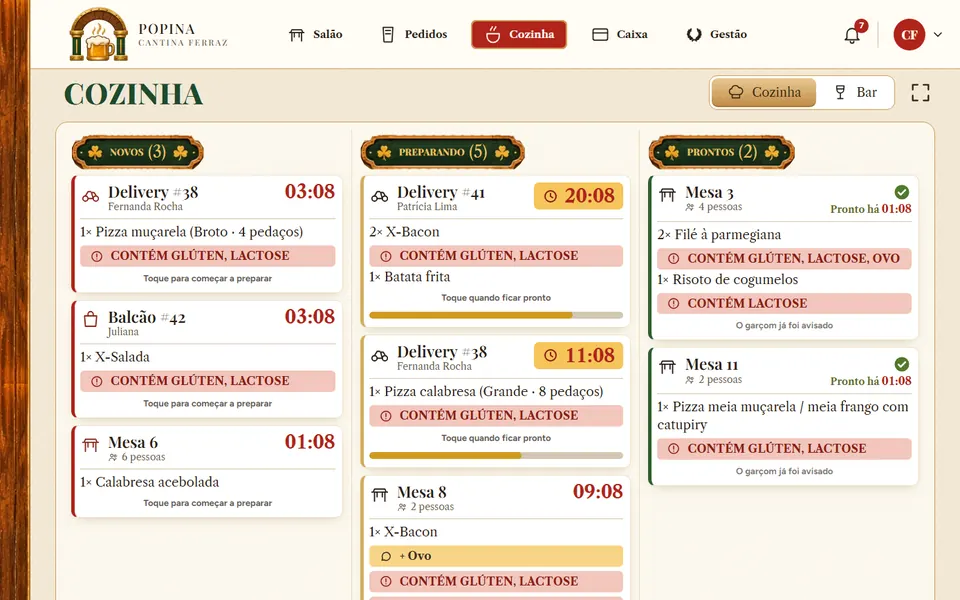 POPINA
CANTINA FERRAZ
Salão
Pedidos
Cozinha
Caixa
Gestão
7
CF
COZINHA
Cozinha
Bar
NOVOS (3)
Delivery #38
03:08
Fernanda Rocha
1× Pizza muçarela (Broto · 4 pedaços)
CONTÉM GLÚTEN, LACTOSE
Toque para começar a preparar
Balcão #42
03:08
Juliana
1× X-Salada
CONTÉM GLÚTEN, LACTOSE
Toque para começar a preparar
Mesa 6
01:08
6 pessoas
1× Calabresa acebolada
Toque para começar a preparar
PREPARANDO (5)
Delivery #41
20:08
Patrícia Lima
2× X-Bacon
CONTÉM GLÚTEN, LACTOSE
1× Batata frita
Toque quando ficar pronto
Delivery #38
11:08
Fernanda Rocha
1× Pizza calabresa (Grande · 8 pedaços)
CONTÉM GLÚTEN, LACTOSE
Toque quando ficar pronto
Mesa 8
09:08
2 pessoas
1× X-Bacon
+ Ovo
CONTÉM GLÚTEN, LACTOSE
PRONTOS (2)
Mesa 3
4 pessoas
Pronto há 01:08
2× Filé à parmegiana
CONTÉM GLÚTEN, LACTOSE, OVO
1× Risoto de cogumelos
CONTÉM LACTOSE
O garçom já foi avisado
Mesa 11
2 pessoas
Pronto há 01:08
1× Pizza meia muçarela / meia frango com
catupiry
CONTÉM GLÚTEN, LACTOSE
O garçom já foi avisado